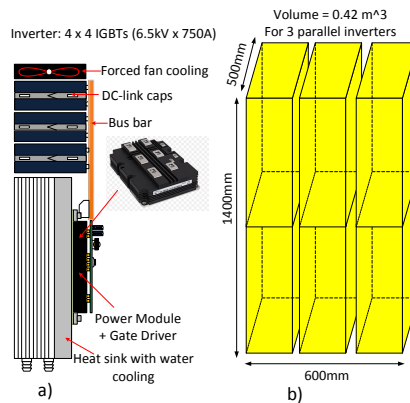 Inverter: 4 x 4 IGBTs (6.5kV x 750A)
Forced fan cooling
DC-link caps
Bus bar
Power Module
+ Gate Driver
Heat sink with water
cooling
a)
Volume = 0.42 m^3
For 3 parallel inverters
500mm
1400mm
600mm
b)